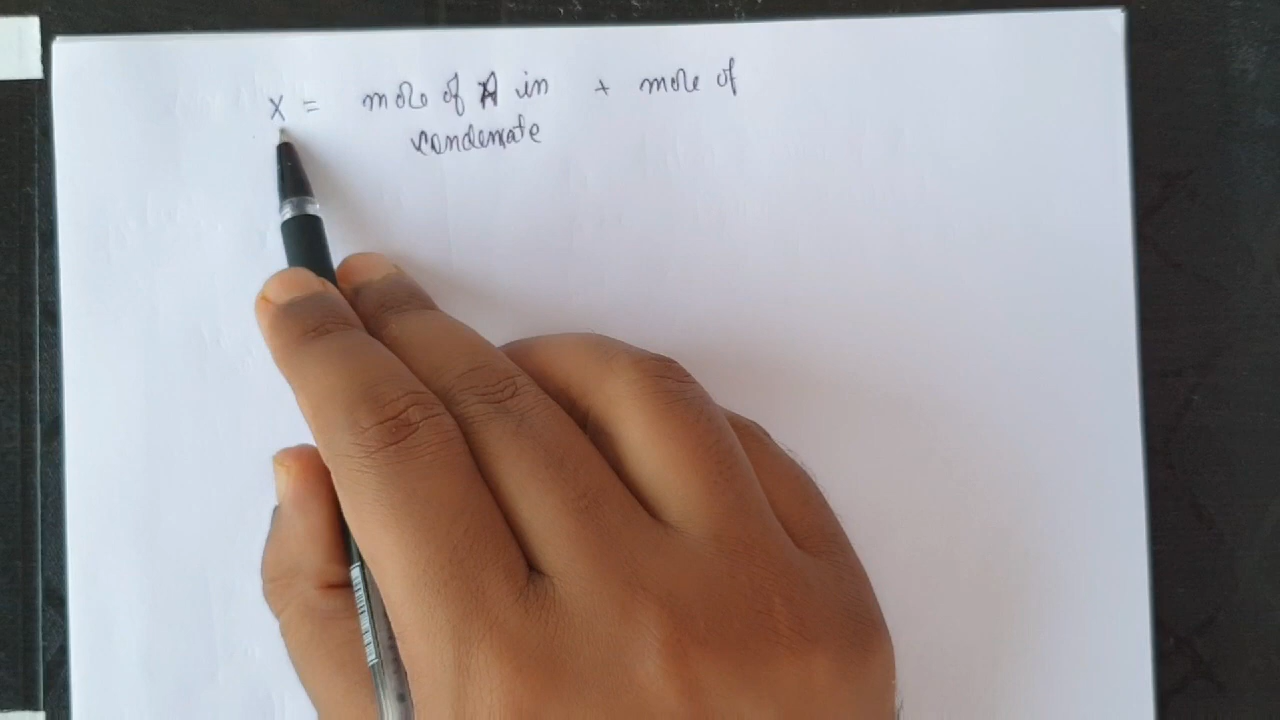 x = mole of A in + mole of
condensate